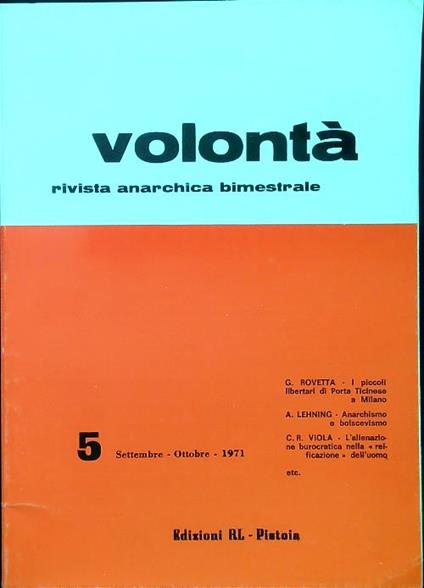 volontà
rivista anarchica bimestrale
G. ROVETTA - I piccoli
libertari di Porta Ticinese
a Milano
A. LEHNING - Anarchismo
e bolscevismo
C. R. VIOLA - L'alienazio-
ne burocratica nella « rei-
ficazione » dell'uomo
etc.
5 Settembre - Ottobre - 1971
Edizioni RL - Pistoia